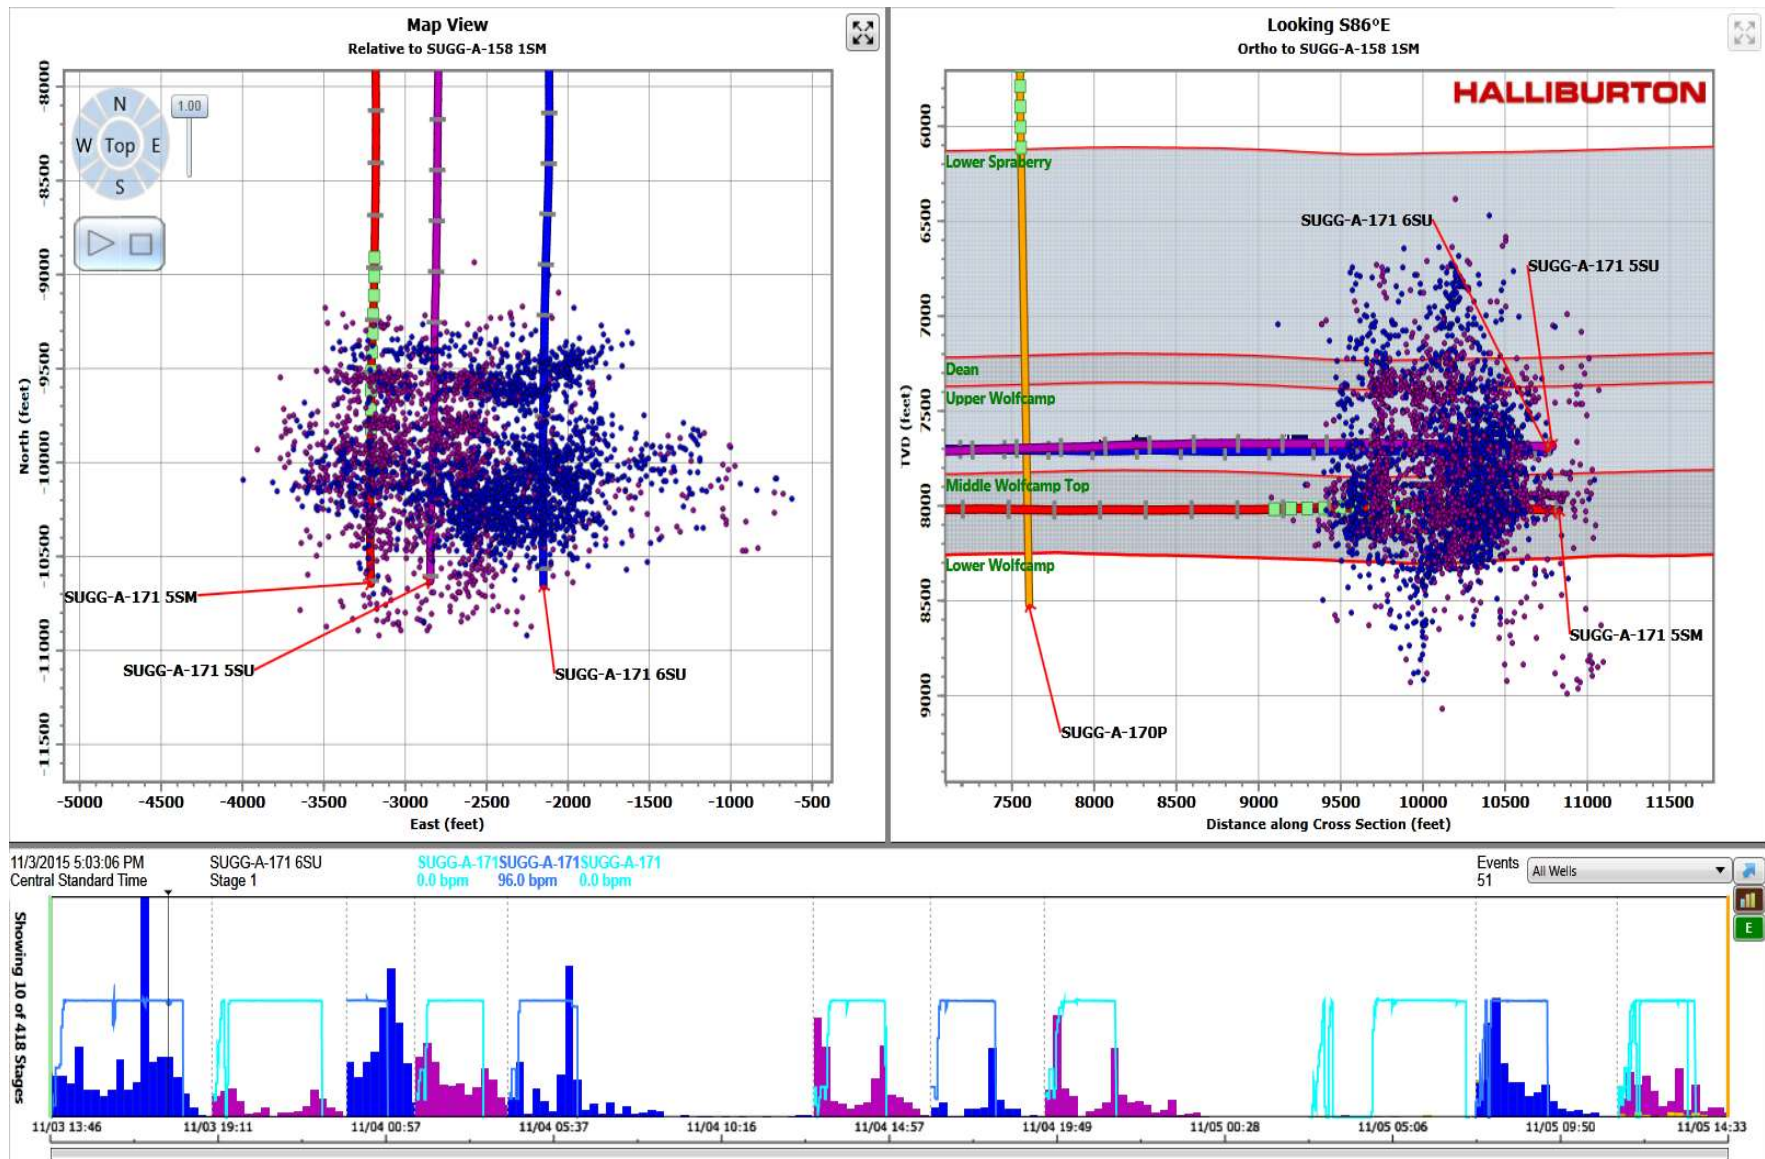 Map View
Relative to SUGG-A-158 1SM
N
W Top E
S
1.00
-8000
-8500
-9000
-9500
-10000
-10500
-11000
-11500
North (feet)
SUGG-A-171 5SM
SUGG-A-171 5SU
SUGG-A-171 6SU
-5000 -4500 -4000 -3500 -3000 -2500 -2000 -1500 -1000 -500
East (feet)
Looking S86ºE
Ortho to SUGG-A-158 1SM
HALLIBURTON
6000
6500
7000
7500
8000
8500
9000
TVD (feet)
Lower Spraberry
SUGG-A-171 6SU
SUGG-A-171 5SU
Dean
Upper Wolfcamp
Middle Wolfcamp Top
Lower Wolfcamp
SUGG-A-171 5SM
SUGG-A-170P
7500 8000 8500 9000 9500 10000 10500 11000 11500
Distance along Cross Section (feet)
11/3/2015 5:03:06 PM SUGG-A-171 6SU SUGG-A-171 SUGG-A-171 SUGG-A-171 Events
Central Standard Time Stage 1 0.0 bpm 96.0 bpm 0.0 bpm 51 All Wells
E
Showing 10 of 418 Stages
11/03 13:46 11/03 19:11 11/04 00:57 11/04 05:37 11/04 10:16 11/04 14:57 11/04 19:49 11/05 00:28 11/05 05:06 11/05 09:50 11/05 14:33